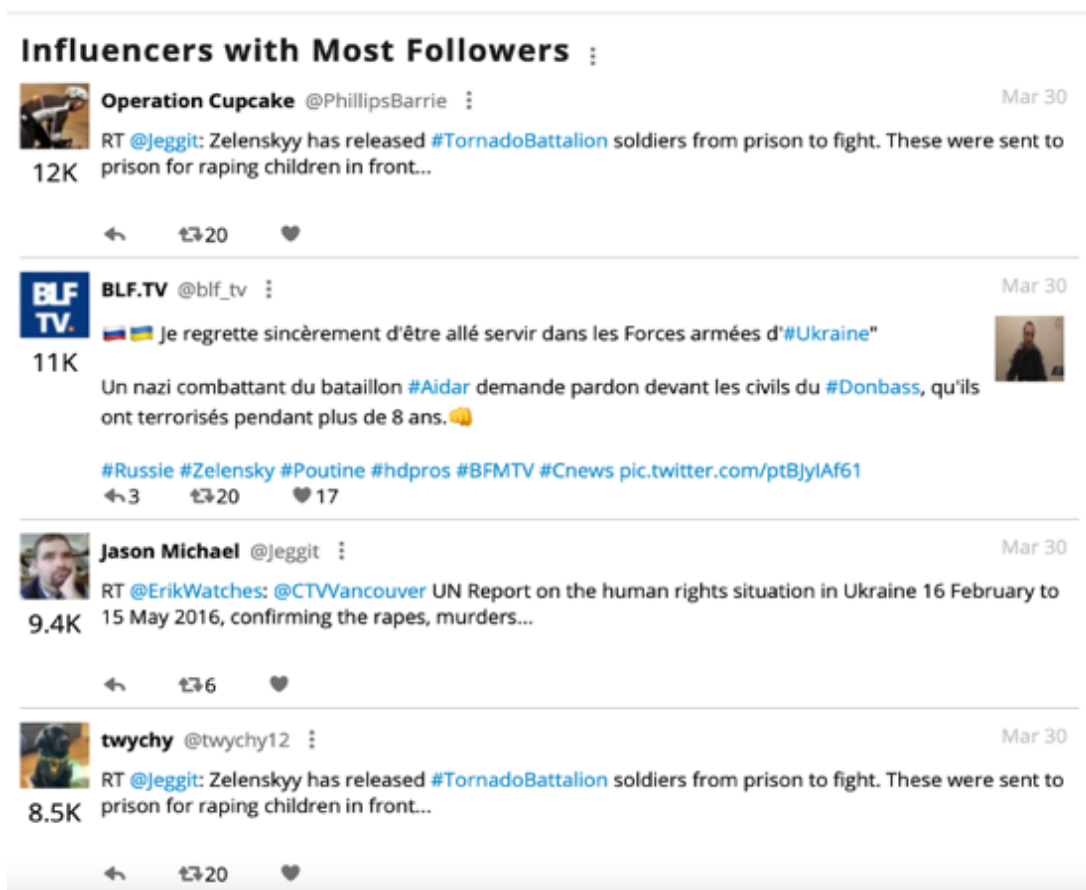 Influencers with Most Followers
Operation Cupcake @PhillipsBarrie
Mar 30
RT @Jeggit: Zelenskyy has released #TornadoBattalion soldiers from prison to fight. These were sent to
prison for raping children in front...
12K
20
BLF
TV.
BLF.TV @blf_tv
Mar 30
🇷🇺🇺🇦 Je regrette sincèrement d'être allé servir dans les Forces armées d'#Ukraine"
11K
Un nazi combattant du bataillon #Aidar demande pardon devant les civils du #Donbass, qu'ils
ont terrorisés pendant plus de 8 ans.👊
#Russie #Zelensky #Poutine #hdpros #BFMTV #Cnews pic.twitter.com/ptBJyIAf61
3 20 17
Jason Michael @Jeggit
Mar 30
RT @ErikWatches: @CTVVancouver UN Report on the human rights situation in Ukraine 16 February to
15 May 2016, confirming the rapes, murders...
9.4K
6
twychy @twychy12
Mar 30
RT @Jeggit: Zelenskyy has released #TornadoBattalion soldiers from prison to fight. These were sent to
prison for raping children in front...
8.5K
20